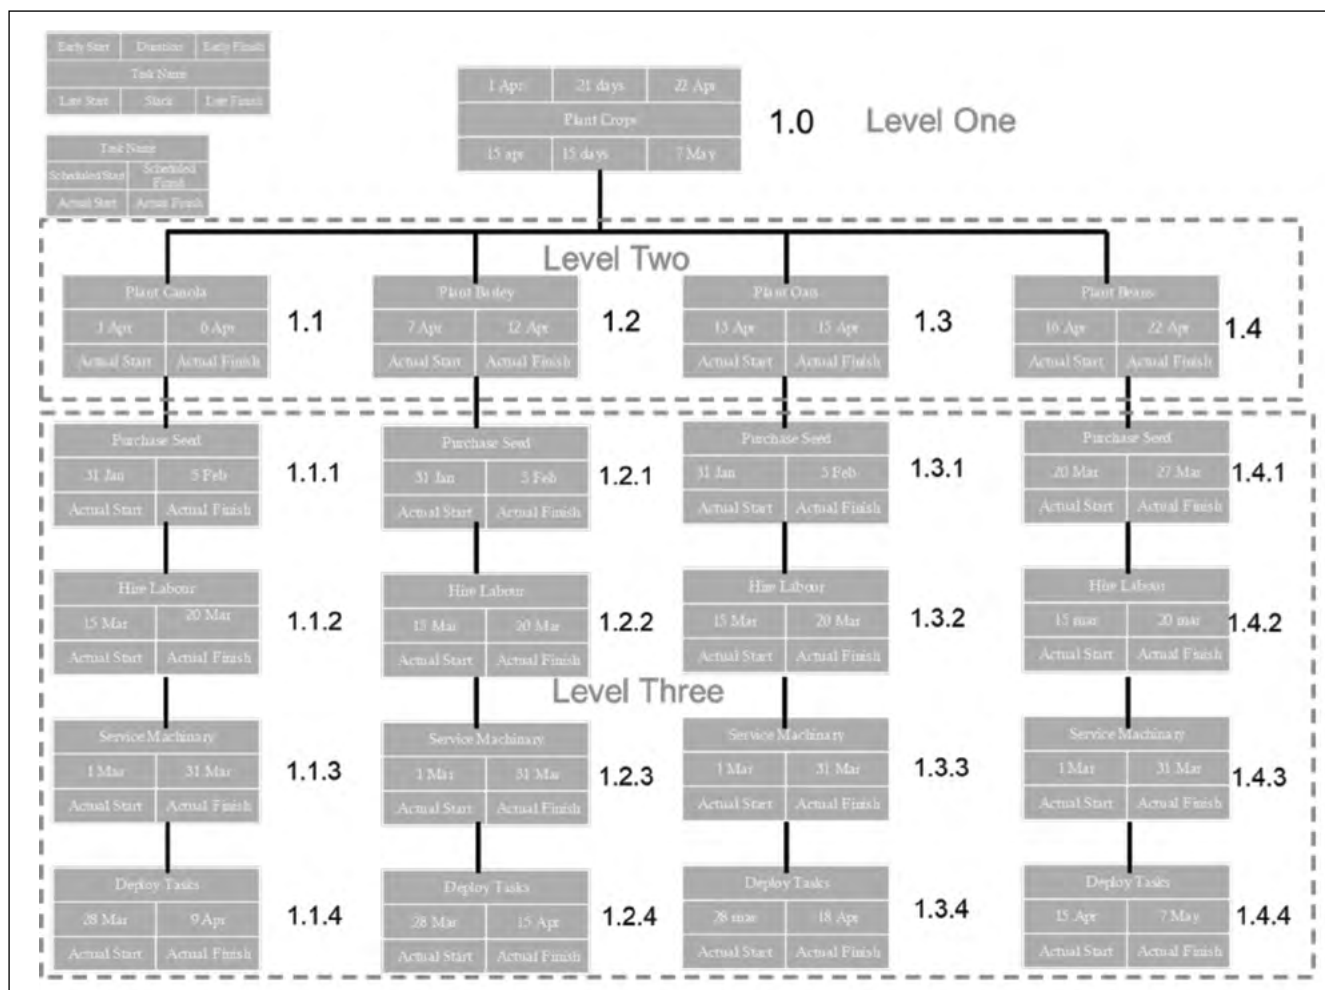 Early Start Duration Early Finish
Task Name
Late Start Slack Late Finish
Task Name
Scheduled Start Scheduled Finish
Actual Start Actual Finish
1 Apr 21 days 22 Apr
Plant Crops
15 apr 15 days 7 May
1.0 Level One
Level Two
Plant Canola
1 Apr 6 Apr
Actual Start Actual Finish
1.1
Plant Barley
7 Apr 12 Apr
Actual Start Actual Finish
1.2
Plant Oats
13 Apr 15 Apr
Actual Start Actual Finish
1.3
Plant Beans
16 Apr 22 Apr
Actual Start Actual Finish
1.4
Purchase Seed
31 Jan 5 Feb
Actual Start Actual Finish
1.1.1
Purchase Seed
31 Jan 5 Feb
Actual Start Actual Finish
1.2.1
Purchase Seed
31 Jan 5 Feb
Actual Start Actual Finish
1.3.1
Purchase Seed
20 Mar 27 Mar
Actual Start Actual Finish
1.4.1
Hire Labour
15 Mar 20 Mar
Actual Start Actual Finish
1.1.2
Hire Labour
15 Mar 20 Mar
Actual Start Actual Finish
1.2.2
Hire Labour
15 Mar 20 Mar
Actual Start Actual Finish
1.3.2
Hire Labour
15 mar 20 mar
Actual Start Actual Finish
1.4.2
Level Three
Service Machinary
1 Mar 31 Mar
Actual Start Actual Finish
1.1.3
Service Machinary
1 Mar 31 Mar
Actual Start Actual Finish
1.2.3
Service Machinary
1 Mar 31 Mar
Actual Start Actual Finish
1.3.3
Service Machinary
1 Mar 31 Mar
Actual Start Actual Finish
1.4.3
Deploy Tasks
28 Mar 9 Apr
Actual Start Actual Finish
1.1.4
Deploy Tasks
28 Mar 15 Apr
Actual Start Actual Finish
1.2.4
Deploy Tasks
28 mar 18 Apr
Actual Start Actual Finish
1.3.4
Deploy Tasks
15 Apr 7 May
Actual Start Actual Finish
1.4.4